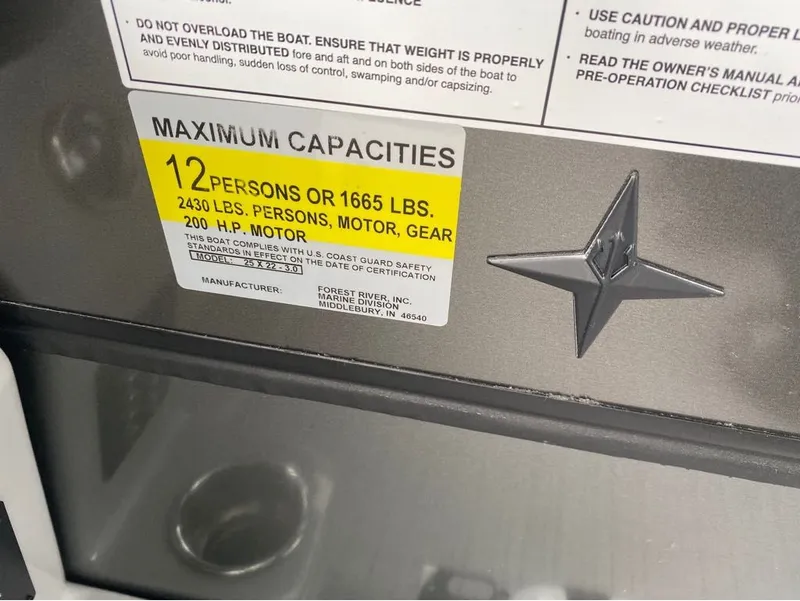 • DO NOT OVERLOAD THE BOAT. ENSURE THAT WEIGHT IS PROPERLY
AND EVENLY DISTRIBUTED fore and aft and on both sides of the boat to
avoid poor handling, sudden loss of control, swamping and/or capsizing.
• USE CAUTION AND PROPER
boating in adverse weather.
• READ THE OWNER'S MANUAL
PRE-OPERATION CHECKLIST prior
MAXIMUM CAPACITIES
12 PERSONS OR 1665 LBS.
2430 LBS. PERSONS, MOTOR, GEAR
200 H.P. MOTOR
THIS BOAT COMPLIES WITH U.S. COAST GUARD SAFETY
STANDARDS IN EFFECT ON THE DATE OF CERTIFICATION
MODEL: 25 X 22 - 3.0
MANUFACTURER: FOREST RIVER, INC.
MARINE DIVISION
MIDDLEBURY, IN 46540